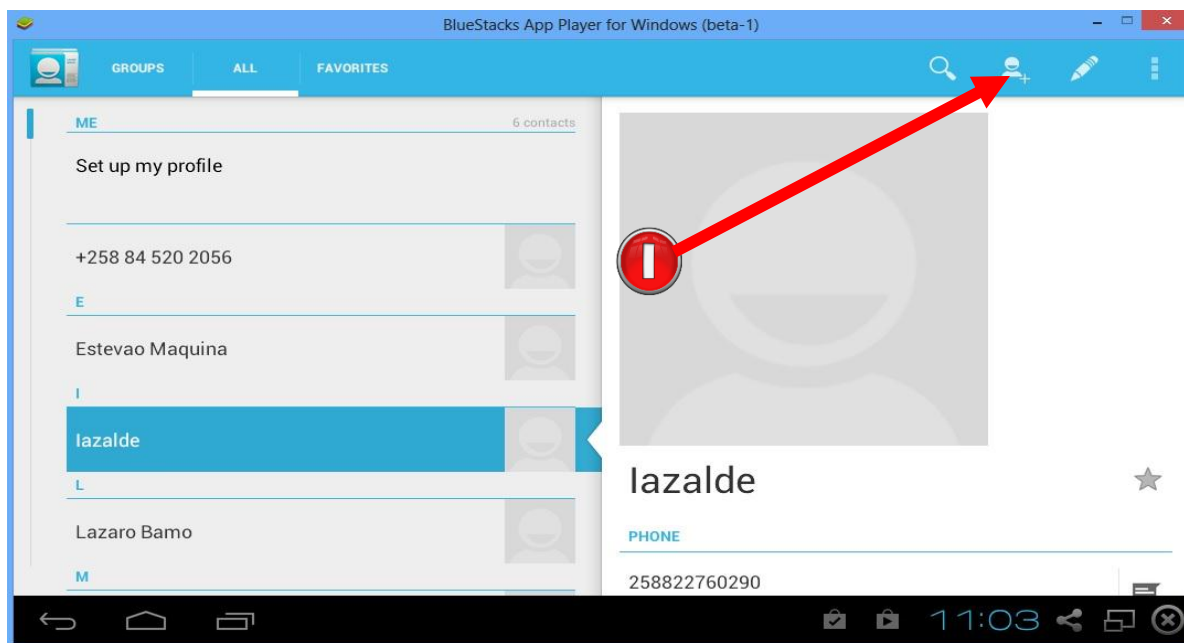 BlueStacks App Player for Windows (beta-1)
GROUPS ALL FAVORITES
ME 6 contacts
Set up my profile
+258 84 520 2056
E
Estevao Maquina
I
Iazalde
L
Lazaro Bamo
M
I
Iazalde
PHONE
258822760290
11:03